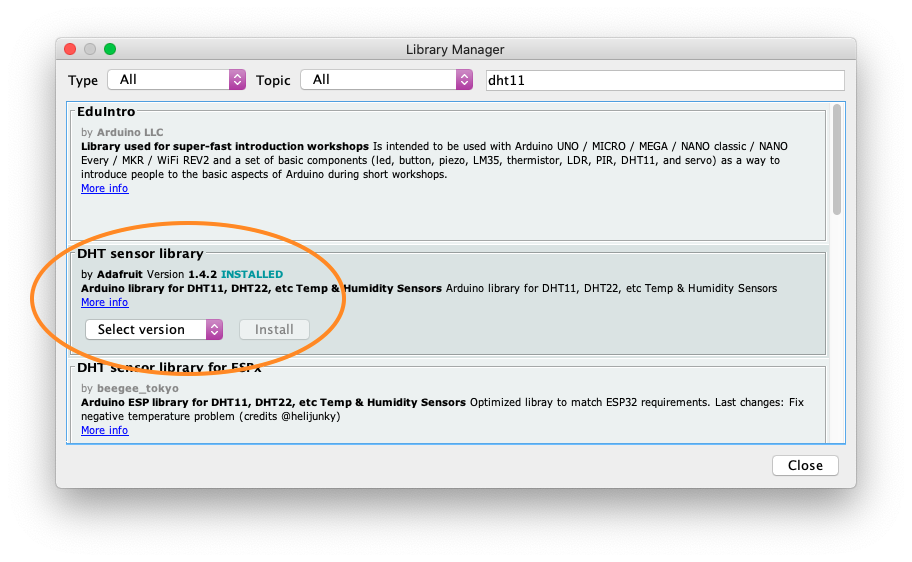 Library Manager
Type All Topic All dht11
EduIntro
by Arduino LLC
Library used for super-fast introduction workshops Is intended to be used with Arduino UNO / MICRO / MEGA / NANO classic / NANO
Every / MKR / WiFi REV2 and a set of basic components (led, button, piezo, LM35, thermistor, LDR, PIR, DHT11, and servo) as a way to
introduce people to the basic aspects of Arduino during short workshops.
More info
DHT sensor library
by Adafruit Version 1.4.2 INSTALLED
Arduino library for DHT11, DHT22, etc Temp & Humidity Sensors Arduino library for DHT11, DHT22, etc Temp & Humidity Sensors
More info
Select version Install
DHT sensor library for ESPx
by beegee_tokyo
Arduino ESP library for DHT11, DHT22, etc Temp & Humidity Sensors Optimized libray to match ESP32 requirements. Last changes: Fix
negative temperature problem (credits @helijunky)
More info
Close